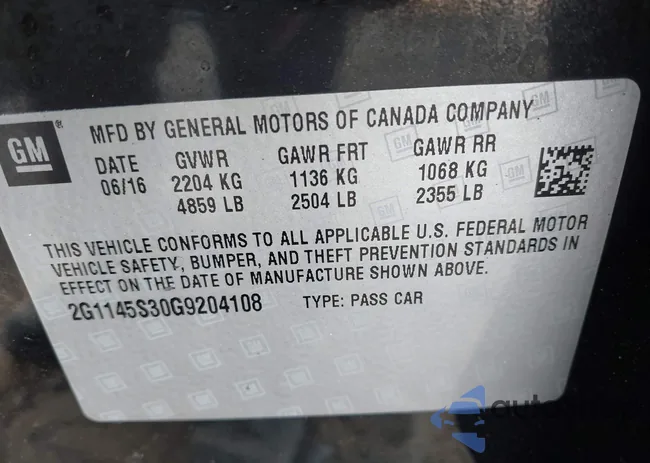 GM
MFD BY GENERAL MOTORS OF CANADA COMPANY
DATE GVWR GAWR FRT GAWR RR
06/16 2204 KG 1136 KG 1068 KG
4859 LB 2504 LB 2355 LB
THIS VEHICLE CONFORMS TO ALL APPLICABLE U.S. FEDERAL MOTOR
VEHICLE SAFETY, BUMPER, AND THEFT PREVENTION STANDARDS IN
EFFECT ON THE DATE OF MANUFACTURE SHOWN ABOVE.
2G1145S30G9204108 TYPE: PASS CAR